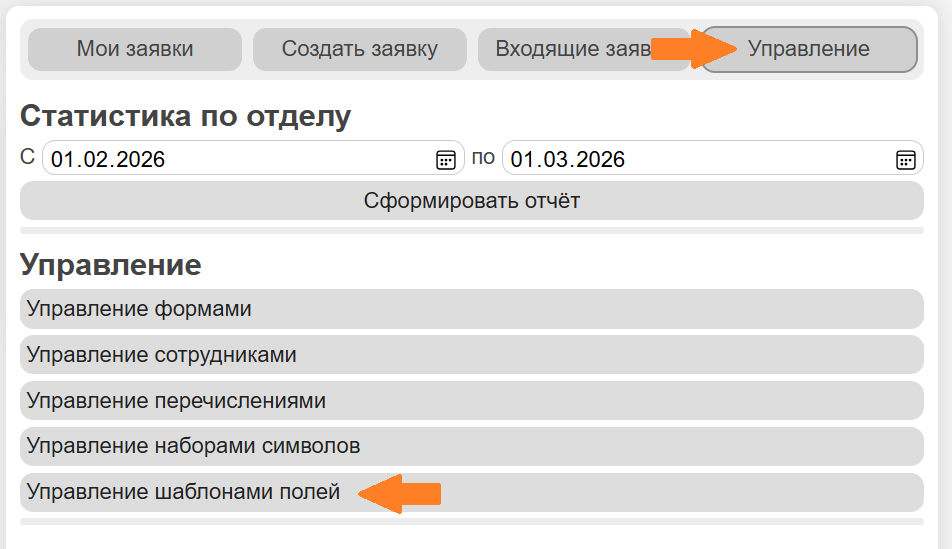 Мои заявки Создать заявку Входящие заяв Управление
Статистика по отделу
С 01.02.2026 по 01.03.2026
Сформировать отчёт
Управление
Управление формами
Управление сотрудниками
Управление перечислениями
Управление наборами символов
Управление шаблонами полей